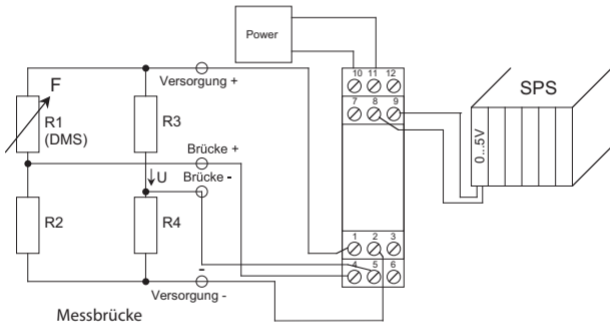 Power
10 11 12
7 8 9
SPS
0...5V
F
Versorgung +
R1
(DMS)
R3
Brücke +
U
Brücke -
R2
R4
1 2 3
4 5 6
-
Versorgung -
Messbrücke